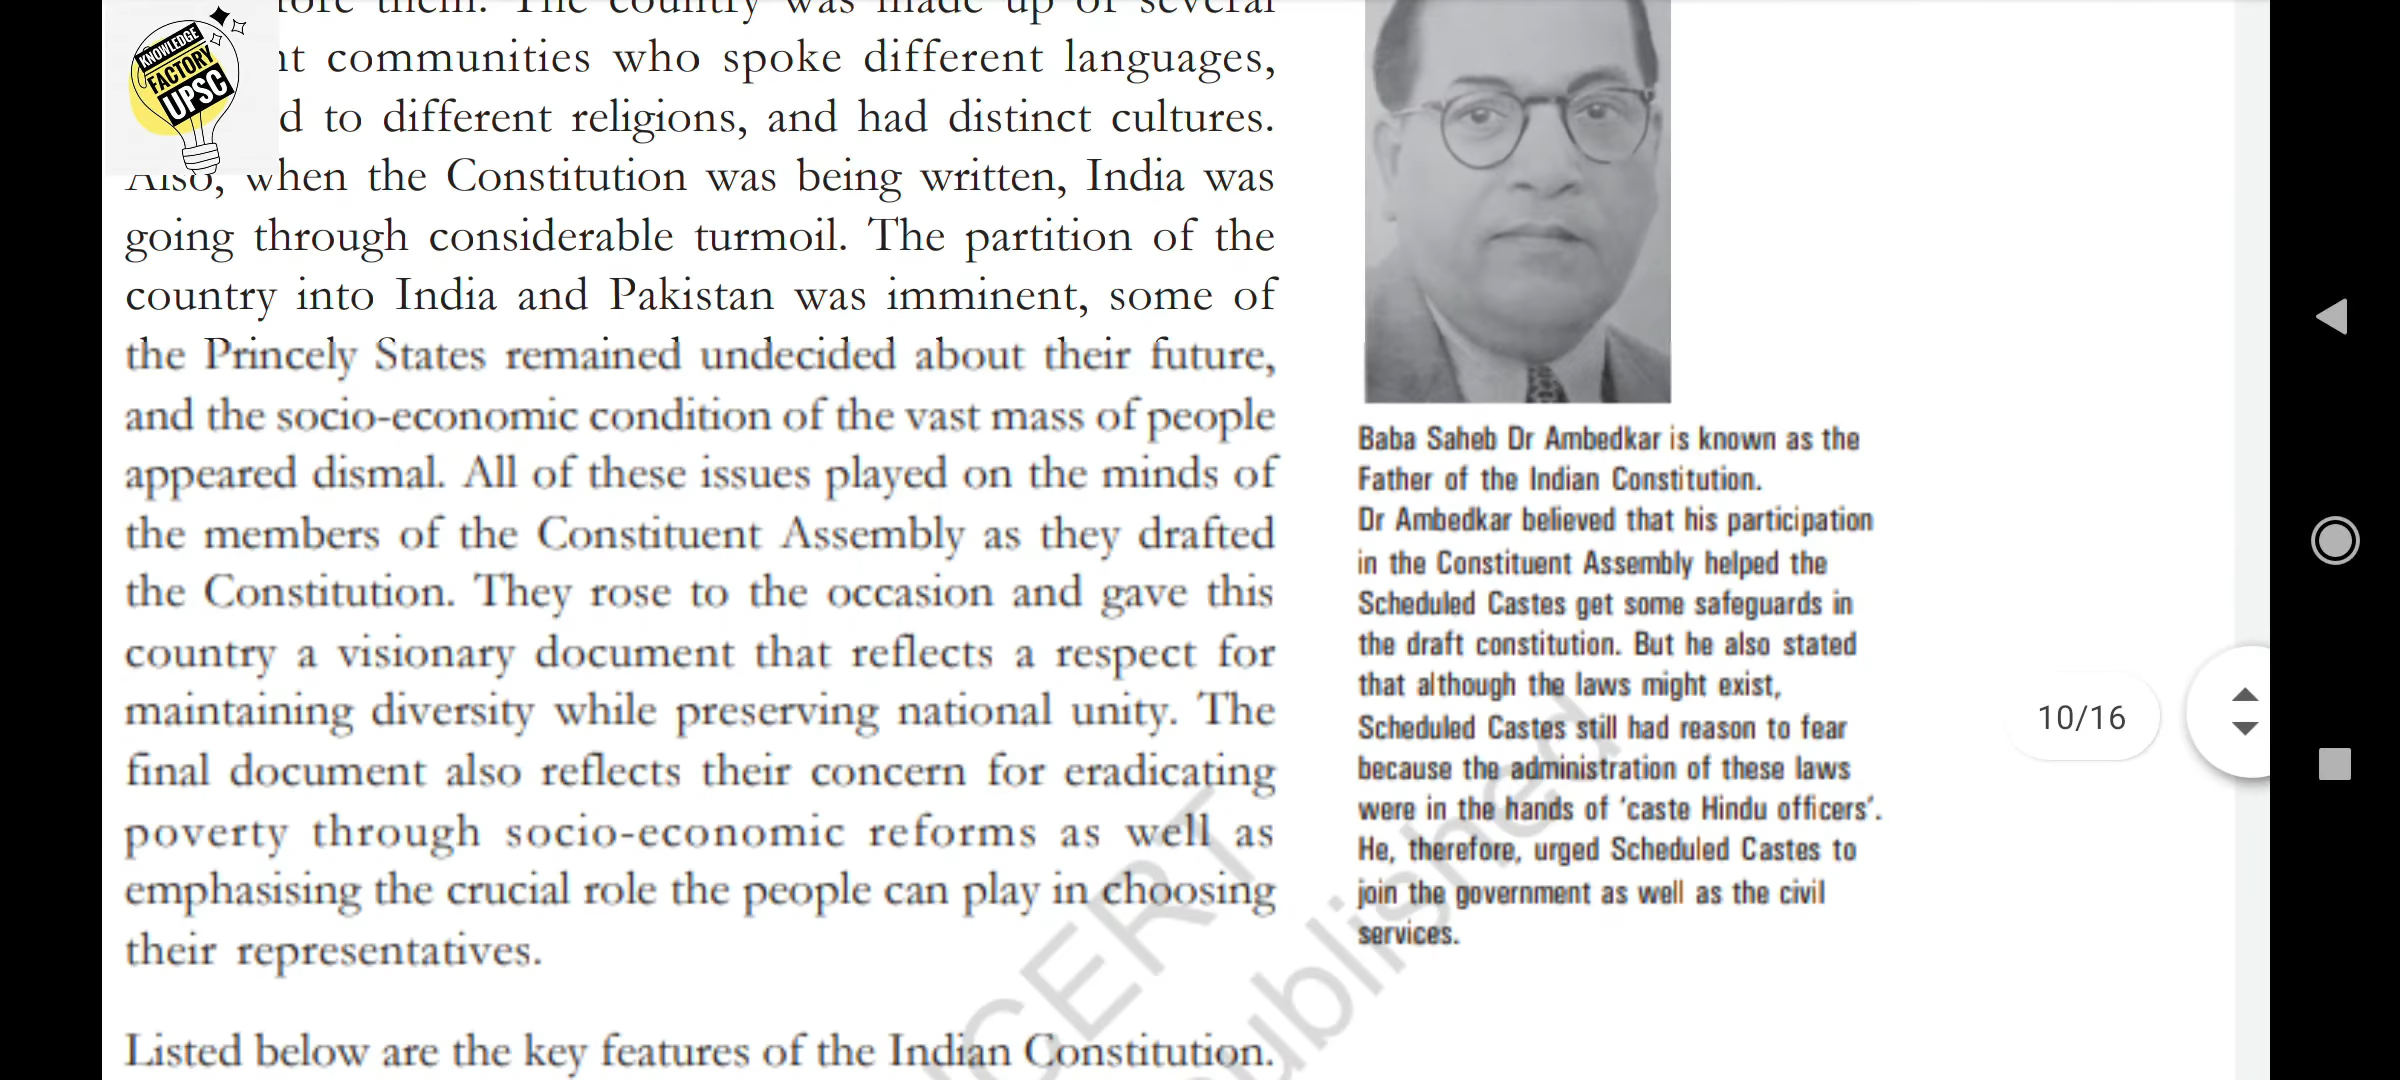 KNOWLEDGE
FACTORY
UPSC
them. The country was made up of several
communities who spoke different languages,
to different religions, and had distinct cultures.
Also, when the Constitution was being written, India was
going through considerable turmoil. The partition of the
country into India and Pakistan was imminent, some of
the Princely States remained undecided about their future,
and the socio-economic condition of the vast mass of people
appeared dismal. All of these issues played on the minds of
the members of the Constituent Assembly as they drafted
the Constitution. They rose to the occasion and gave this
country a visionary document that reflects a respect for
maintaining diversity while preserving national unity. The
final document also reflects their concern for eradicating
poverty through socio-economic reforms as well as
emphasising the crucial role the people can play in choosing
their representatives.
Listed below are the key features of the Indian Constitution.
Baba Saheb Dr Ambedkar is known as the
Father of the Indian Constitution.
Dr Ambedkar believed that his participation
in the Constituent Assembly helped the
Scheduled Castes get some safeguards in
the draft constitution. But he also stated
that although the laws might exist,
Scheduled Castes still had reason to fear
because the administration of these laws
were in the hands of ‘caste Hindu officers’.
He, therefore, urged Scheduled Castes to
join the government as well as the civil
services.
10/16